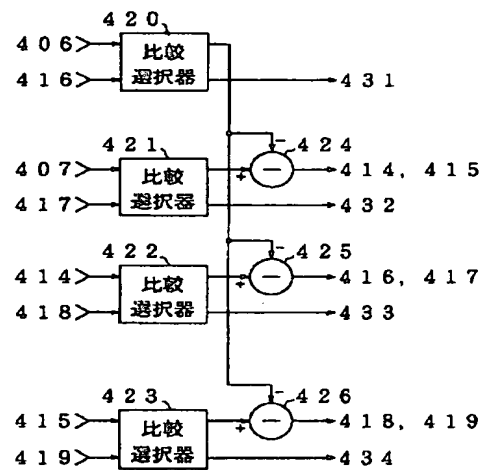 420
406 比較
416 選択器 431
421 - 424
407 比較 + − 414, 415
417 選択器 432
422 - 425
414 比較 + − 416, 417
418 選択器 433
423 - 426
415 比較 + − 418, 419
419 選択器 434